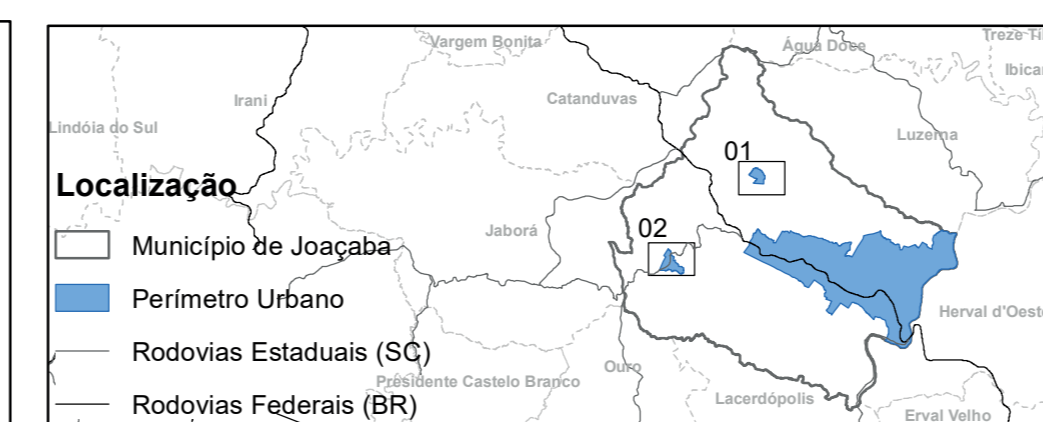 Vargem Bonita
Água Doce
Treze Tí
Ibica
Irani
Catanduvas
Lindóia do Sul
Luzerna
01
Localização
Município de Joaçaba
Jaborá
02
Perímetro Urbano
Herval d'Oeste
Rodovias Estaduais (SC)
Ouro
Presidente Castelo Branco
Lacerdópolis
Rodovias Federais (BR)
Erval Velho